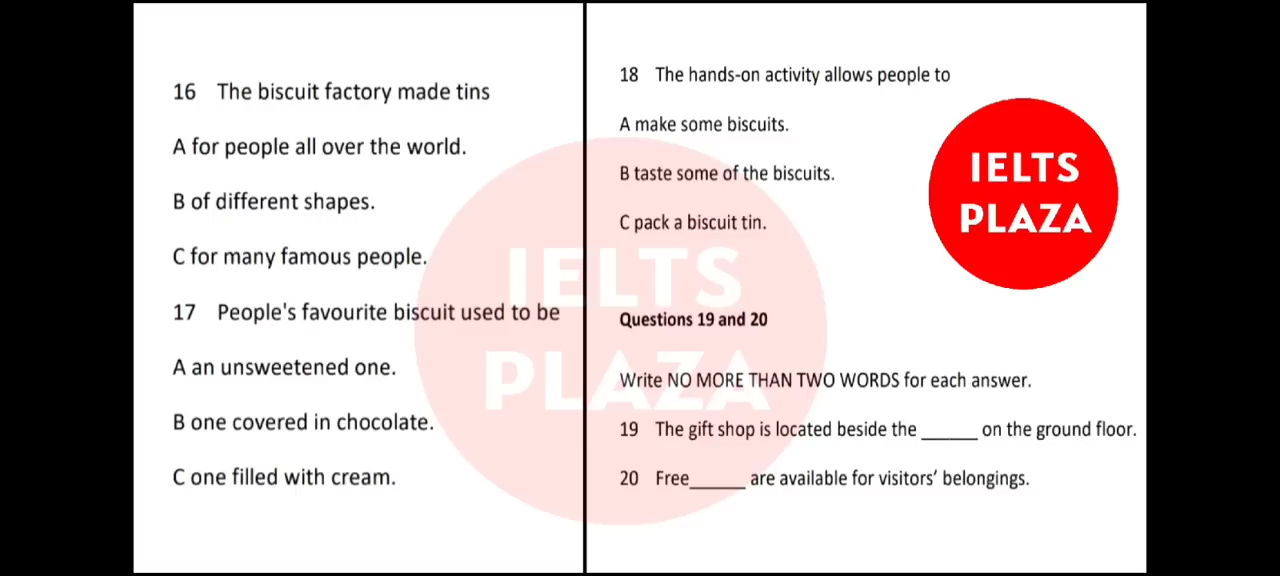 16 The biscuit factory made tins
A for people all over the world.
B of different shapes.
C for many famous people.
17 People's favourite biscuit used to be
A an unsweetened one.
B one covered in chocolate.
C one filled with cream.
18 The hands-on activity allows people to
A make some biscuits.
B taste some of the biscuits.
C pack a biscuit tin.
Questions 19 and 20
Write NO MORE THAN TWO WORDS for each answer.
19 The gift shop is located beside the ______ on the ground floor.
20 Free______ are available for visitors’ belongings.
IELTS
PLAZA
IELTS
PLAZA